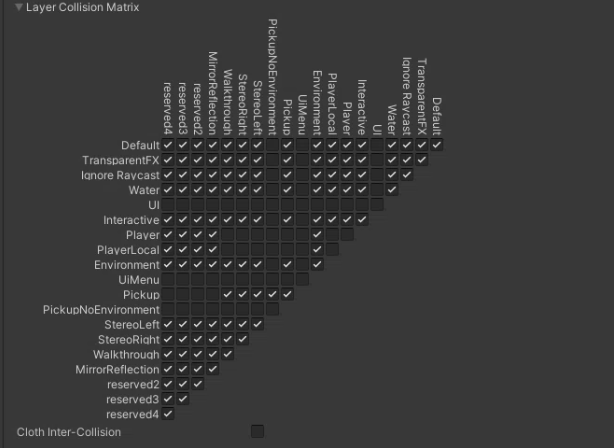 Layer Collision Matrix
reserved4
reserved3
reserved2
MirrorReflection
Walkthrough
StereoRight
StereoLeft
PickupNoEnvironment
Pickup
UiMenu
Environment
PlayerLocal
Player
Interactive
UI
Water
Ignore Raycast
TransparentFX
Default
Default
TransparentFX
Ignore Raycast
Water
UI
Interactive
Player
PlayerLocal
Environment
UiMenu
Pickup
PickupNoEnvironment
StereoLeft
StereoRight
Walkthrough
MirrorReflection
reserved2
reserved3
reserved4
Cloth Inter-Collision